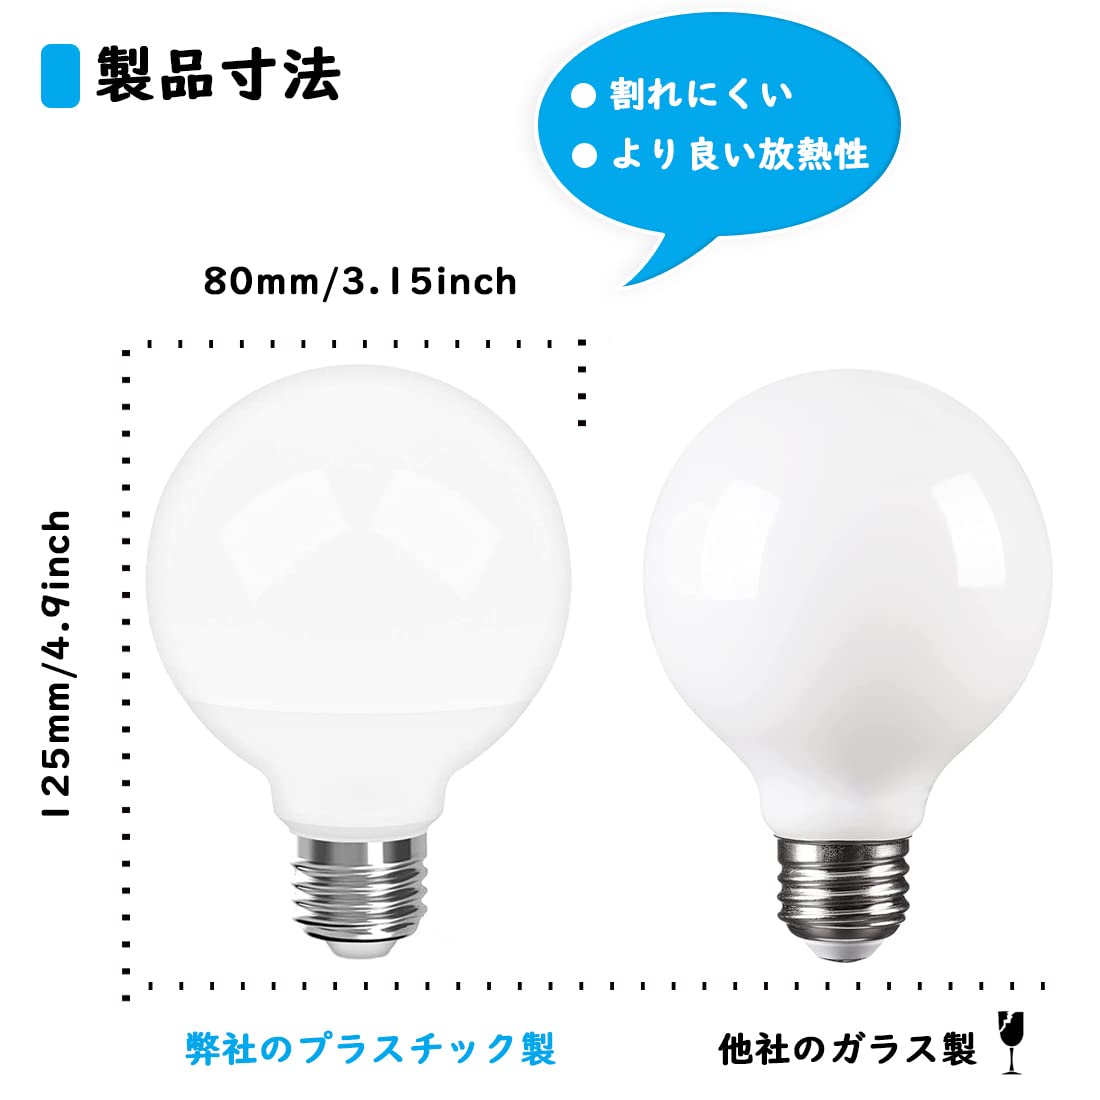 製品寸法
● 割れにくい
● より良い放熱性
80mm/3.15inch
125mm/4.9inch
弊社のプラスチック製
他社のガラス製